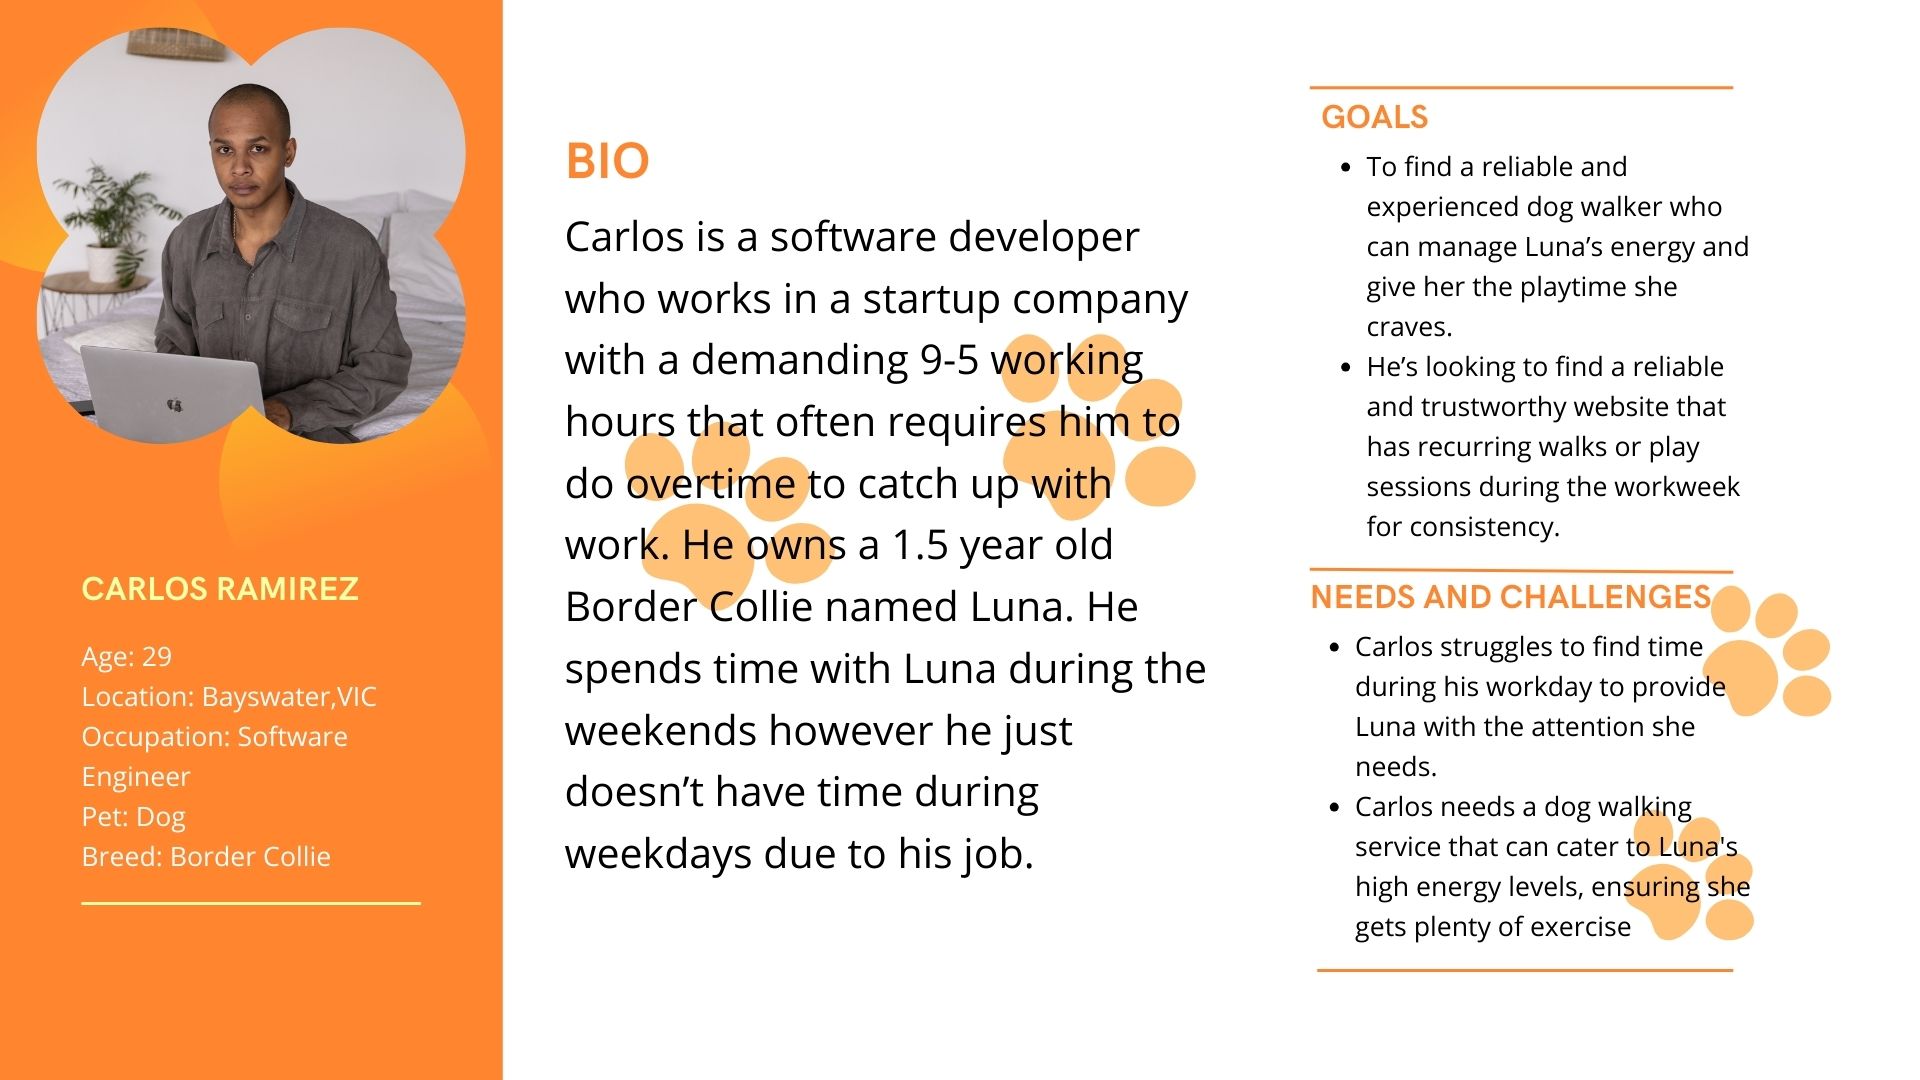 CARLOS RAMIREZ
Age: 29
Location: Bayswater,VIC
Occupation: Software
Engineer
Pet: Dog
Breed: Border Collie
BIO
Carlos is a software developer
who works in a startup company
with a demanding 9-5 working
hours that often requires him to
do overtime to catch up with
work. He owns a 1.5 year old
Border Collie named Luna. He
spends time with Luna during the
weekends however he just
doesn’t have time during
weekdays due to his job.
GOALS
• To find a reliable and
experienced dog walker who
can manage Luna’s energy and
give her the playtime she
craves.
• He’s looking to find a reliable
and trustworthy website that
has recurring walks or play
sessions during the workweek
for consistency.
NEEDS AND CHALLENGES
• Carlos struggles to find time
during his workday to provide
Luna with the attention she
needs.
• Carlos needs a dog walking
service that can cater to Luna's
high energy levels, ensuring she
gets plenty of exercise